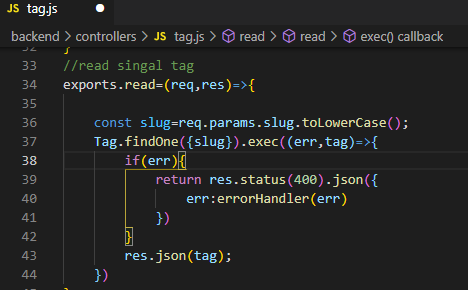 JS tag.js
backend > controllers > JS tag.js > read > read > exec() callback
32 }
33 //read singal tag
34 exports.read=(req,res)=>{
35
36 const slug=req.params.slug.toLowerCase();
37 Tag.findOne({slug}).exec((err,tag)=>{
38 if(err){
39 return res.status(400).json({
40 err:errorHandler(err)
41 })
42 }
43 res.json(tag);
44 })